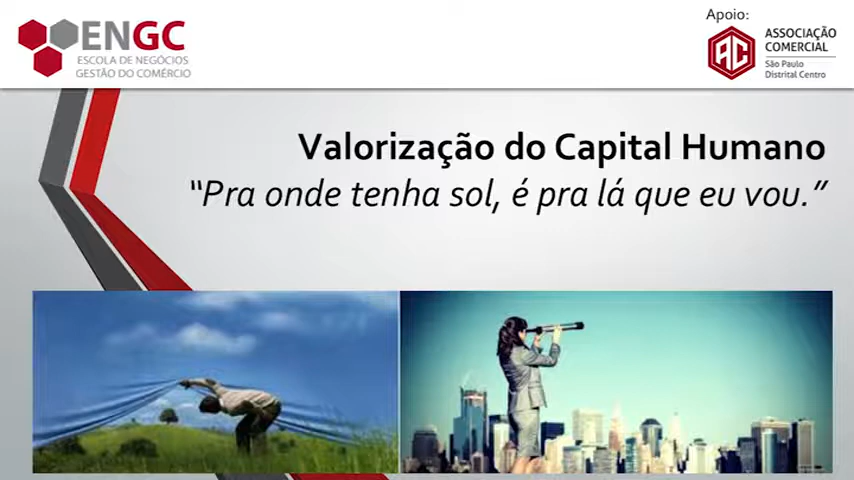 ENGC
ESCOLA DE NEGÓCIOS
GESTÃO DO COMÉRCIO
Apoio:
AC
ASSOCIAÇÃO
COMERCIAL
São Paulo
Distrital Centro
Valorização do Capital Humano
“Pra onde tenha sol, é pra lá que eu vou.”